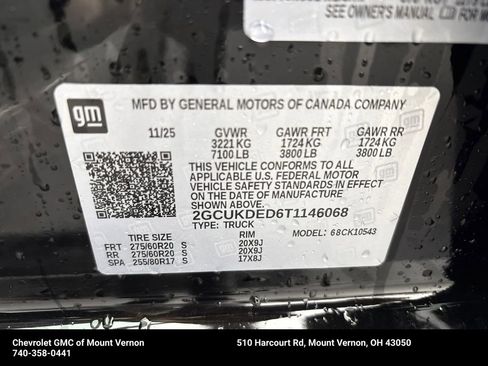 SEE OWNER'S MANUAL
FOR MORE
gm
MFD BY GENERAL MOTORS OF CANADA COMPANY
11/25 GVWR GAWR FRT GAWR RR
3221 KG 1724 KG 1724 KG
7100 LB 3800 LB 3800 LB
THIS VEHICLE CONFORMS TO ALL
APPLICABLE U.S. FEDERAL MOTOR
VEHICLE SAFETY STANDARDS IN EFFECT
ON THE DATE OF MANUFACTURE
SHOWN ABOVE.
2GCUKDED6T1146068
TYPE: TRUCK
MODEL: 68CK10543
TIRE SIZE RIM
FRT 275/60R20 S 20X9J
RR 275/60R20 S 20X9J
SPA 255/80R17 S 17X8J
Chevrolet GMC of Mount Vernon
740-358-0441
510 Harcourt Rd, Mount Vernon, OH 43050